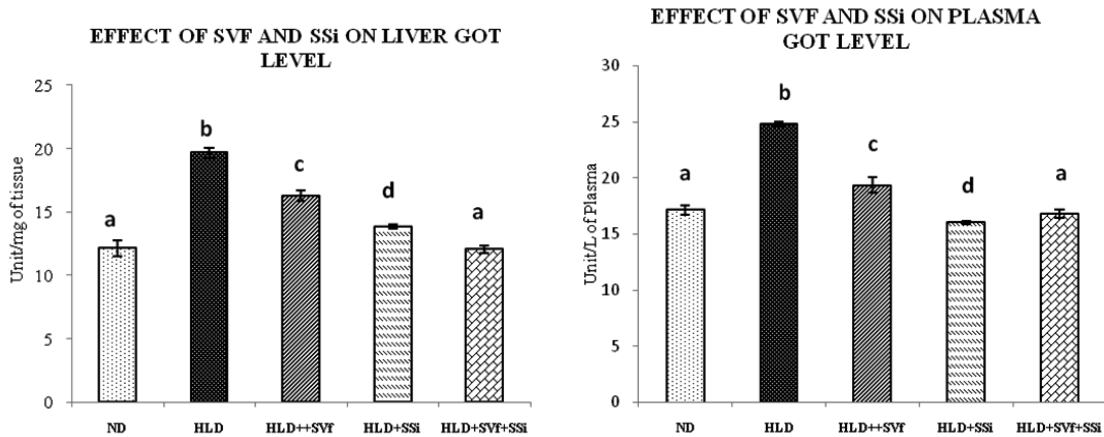 EFFECT OF SVF AND SSi ON LIVER GOT
LEVEL
25
20
15
10
5
0
Unit/mg of tissue
a
b
c
d
a
ND
HLD
HLD++SVf
HLD+SSi
HLD+SVf+SSi
EFFECT OF SVF AND SSi ON PLASMA
GOT LEVEL
30
25
20
15
10
5
0
Unit/L of Plasma
a
b
c
d
a
ND
HLD
HLD++SVf
HLD+SSi
HLD+SVf+SSi